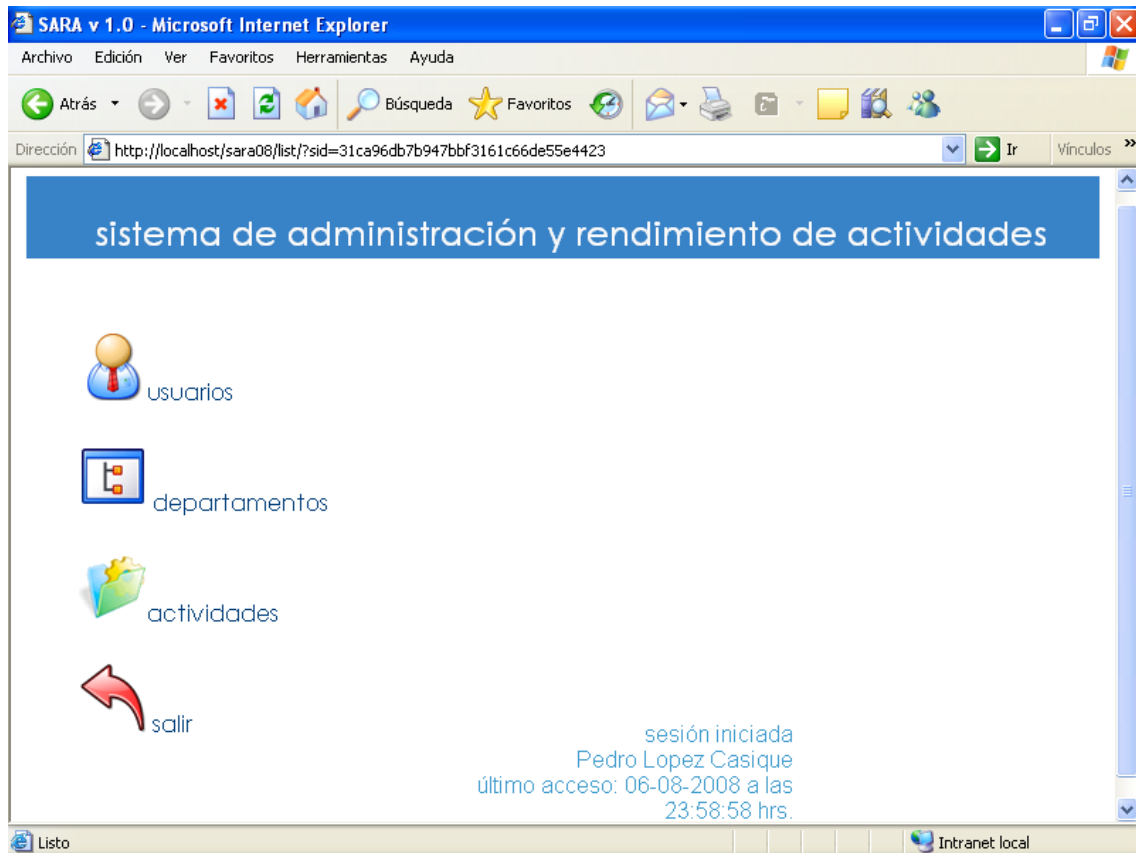 SARA v 1.0 - Microsoft Internet Explorer
Archivo Edición Ver Favoritos Herramientas Ayuda
Atrás Búsqueda Favoritos
Dirección http://localhost/sara08/list/?sid=31ca96db7b947bbf3161c66de55e4423 Ir Vínculos »
sistema de administración y rendimiento de actividades
usuarios
departamentos
actividades
salir
sesión iniciada
Pedro Lopez Casique
último acceso: 06-08-2008 a las
23:58:58 hrs.
Listo Intranet local